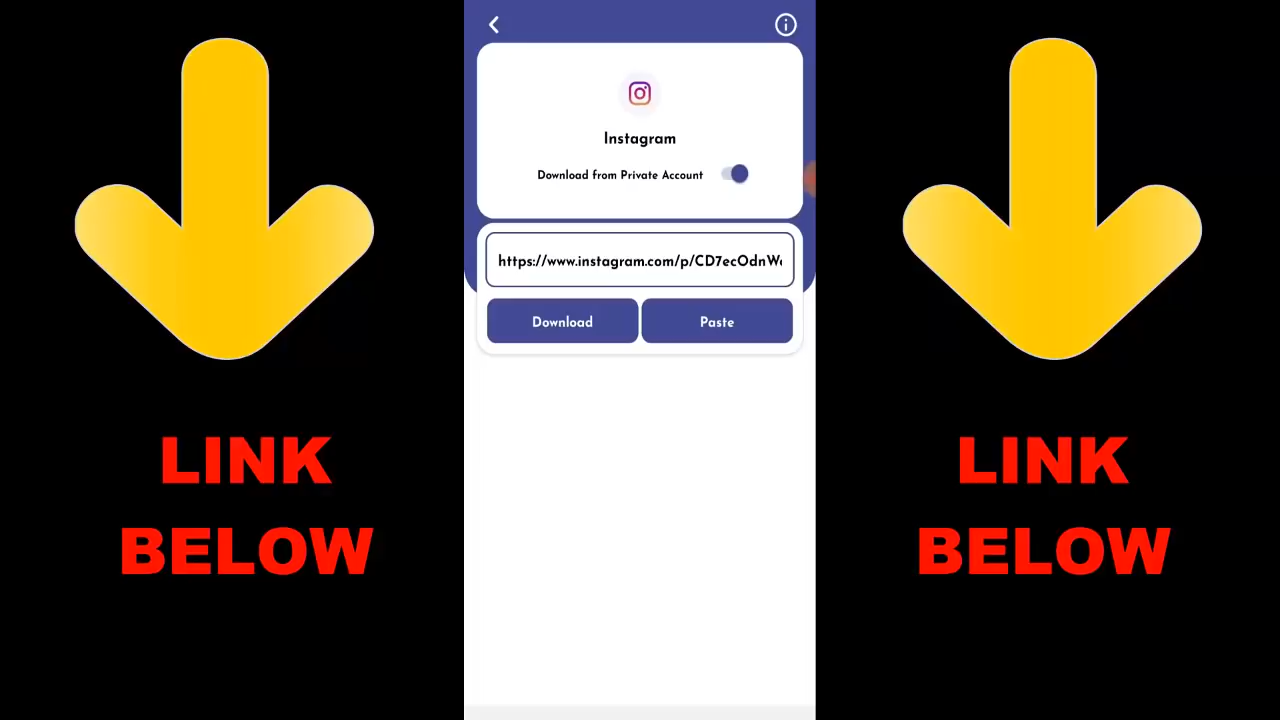 Instagram
Download from Private Account
https://www.instagram.com/p/CD7ecOdnW
Download
Paste
LINK
BELOW
LINK
BELOW